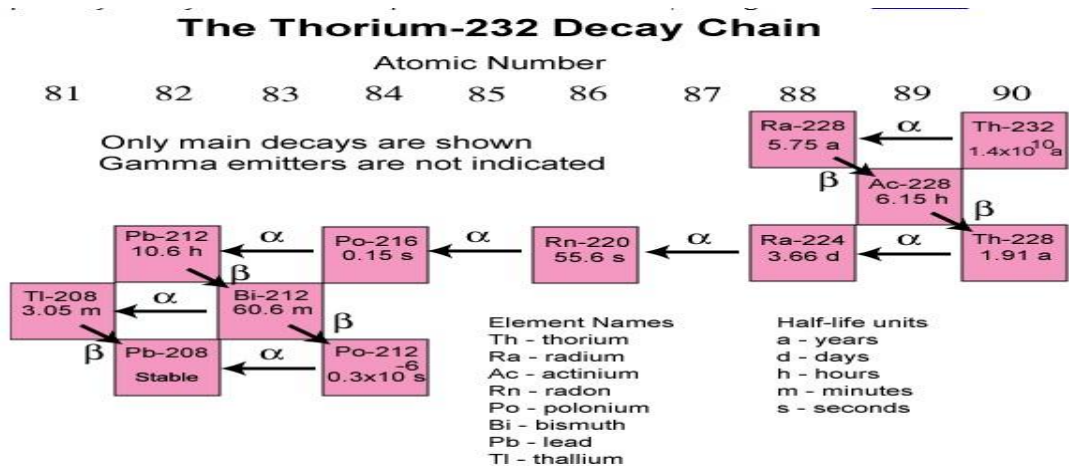 The Thorium-232 Decay Chain
Atomic Number
81 82 83 84 85 86 87 88 89 90
Only main decays are shown
Gamma emitters are not indicated
Ra-228
5.75 a
α
Th-232
1.4x10¹⁰a
β
Ac-228
6.15 h
β
Pb-212
10.6 h
α
Po-216
0.15 s
α
Rn-220
55.6 s
α
Ra-224
3.66 d
α
Th-228
1.91 a
β
Tl-208
3.05 m
α
Bi-212
60.6 m
β
β
Pb-208
Stable
α
Po-212
0.3x10⁻⁶s
Element Names
Th - thorium
Ra - radium
Ac - actinium
Rn - radon
Po - polonium
Bi - bismuth
Pb - lead
Tl - thallium
Half-life units
a - years
d - days
h - hours
m - minutes
s - seconds